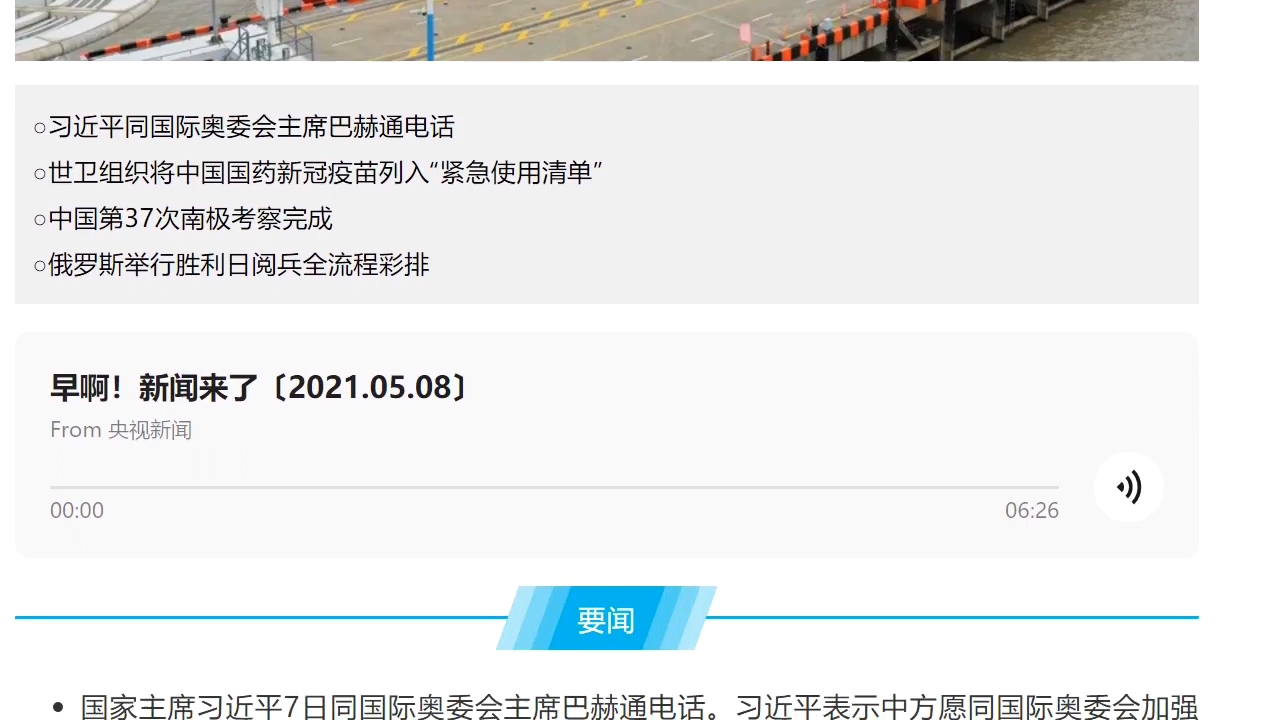 ○习近平同国际奥委会主席巴赫通电话
○世卫组织将中国国药新冠疫苗列入“紧急使用清单”
○中国第37次南极考察完成
○俄罗斯举行胜利日阅兵全流程彩排
早啊！新闻来了〔2021.05.08〕
From 央视新闻
00:00 06:26
要闻
• 国家主席习近平7日同国际奥委会主席巴赫通电话。习近平表示中方愿同国际奥委会加强